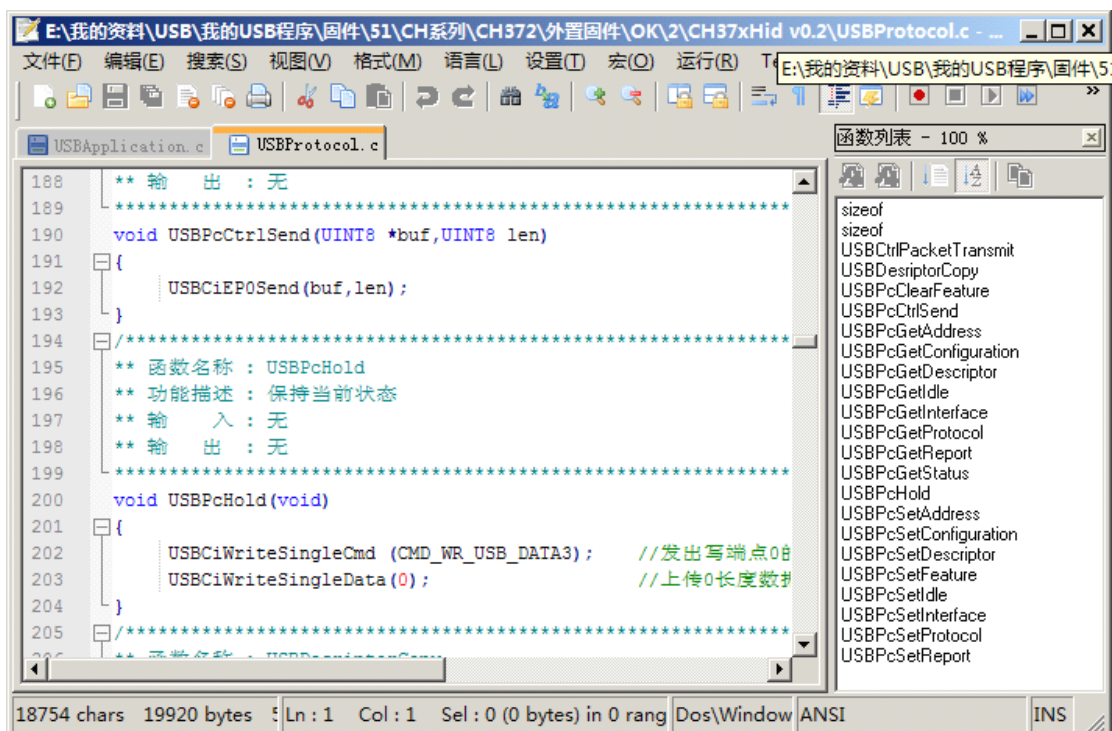 E:\我的资料\USB\我的USB程序\固件\51\CH系列\CH372\外置固件\OK\2\CH37xHid v0.2\USBProtocol.c - ...
文件(F) 编辑(E) 搜索(S) 视图(V) 格式(M) 语言(L) 设置(T) 宏(O) 运行(R)
E:\我的资料\USB\我的USB程序\固件\51
USBApplication.c USBProtocol.c
函数列表 - 100 %
188 ** 输 出 : 无
189 **************************************************************
190 void USBPcCtrlSend(UINT8 *buf,UINT8 len)
191 {
192 USBCiEP0Send(buf,len);
193 }
194 /*************************************************************
195 ** 函数名称 : USBPcHold
196 ** 功能描述 : 保持当前状态
197 ** 输 入 : 无
198 ** 输 出 : 无
199 **************************************************************
200 void USBPcHold(void)
201 {
202 USBCiWriteSingleCmd (CMD_WR_USB_DATA3); //发出写端点0的
203 USBCiWriteSingleData(0); //上传0长度数据
204 }
205 /*************************************************************
sizeof
sizeof
USBCtrlPacketTransmit
USBDesriptorCopy
USBPcClearFeature
USBPcCtrlSend
USBPcGetAddress
USBPcGetConfiguration
USBPcGetDescriptor
USBPcGetIdle
USBPcGetInterface
USBPcGetProtocol
USBPcGetReport
USBPcGetStatus
USBPcHold
USBPcSetAddress
USBPcSetConfiguration
USBPcSetDescriptor
USBPcSetFeature
USBPcSetIdle
USBPcSetInterface
USBPcSetProtocol
USBPcSetReport
18754 chars 19920 bytes Ln : 1 Col : 1 Sel : 0 (0 bytes) in 0 rang Dos\Window ANSI INS